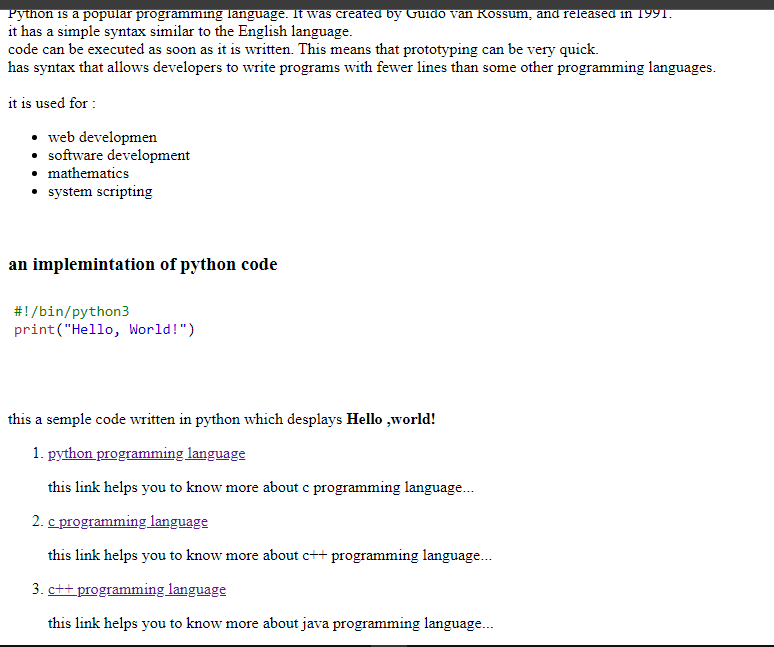 Python is a popular programming language. It was created by Guido van Rossum, and released in 1991.
it has a simple syntax similar to the English language.
code can be executed as soon as it is written. This means that prototyping can be very quick.
has syntax that allows developers to write programs with fewer lines than some other programming languages.
it is used for :
• web developmen
• software development
• mathematics
• system scripting
an implemintation of python code
#!/bin/python3
print("Hello, World!")
this a semple code written in python which desplays Hello ,world!
1. python programming language
this link helps you to know more about c programming language...
2. c programming language
this link helps you to know more about c++ programming language...
3. c++ programming language
this link helps you to know more about java programming language...